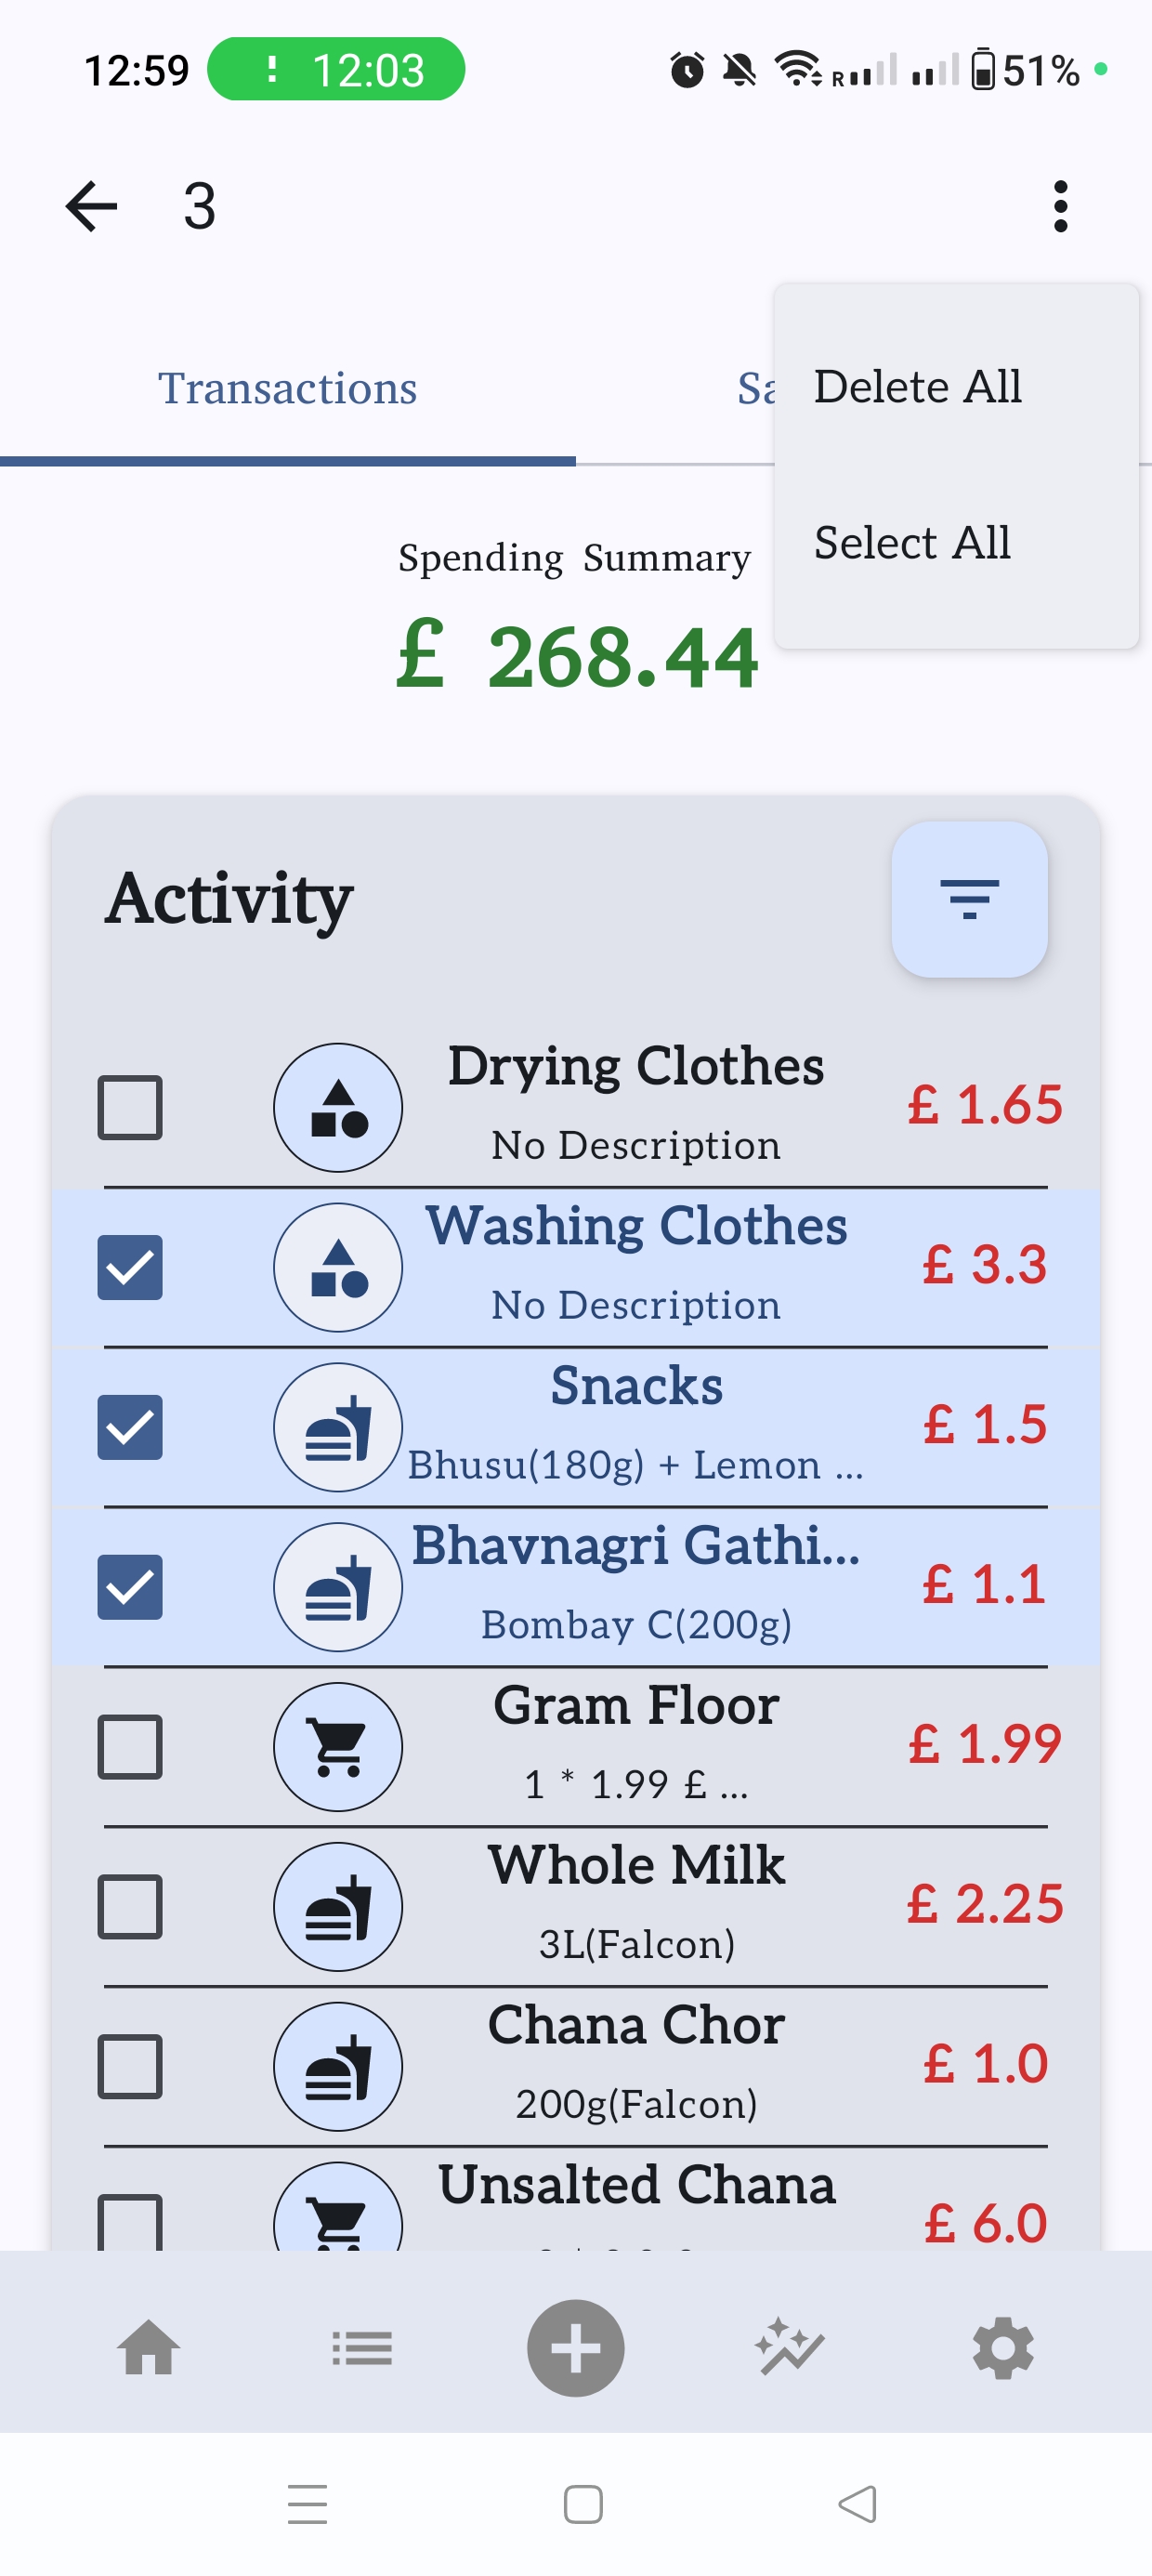 12:59 12:03 R 51%
3
Delete All
Select All
Transactions
Sa
Spending Summary
£ 268.44
Activity
Drying Clothes
No Description
£ 1.65
Washing Clothes
No Description
£ 3.3
Snacks
Bhusu(180g) + Lemon ...
£ 1.5
Bhavnagri Gathi...
Bombay C(200g)
£ 1.1
Gram Floor
1 * 1.99 £ ...
£ 1.99
Whole Milk
3L(Falcon)
£ 2.25
Chana Chor
200g(Falcon)
£ 1.0
Unsalted Chana
£ 6.0